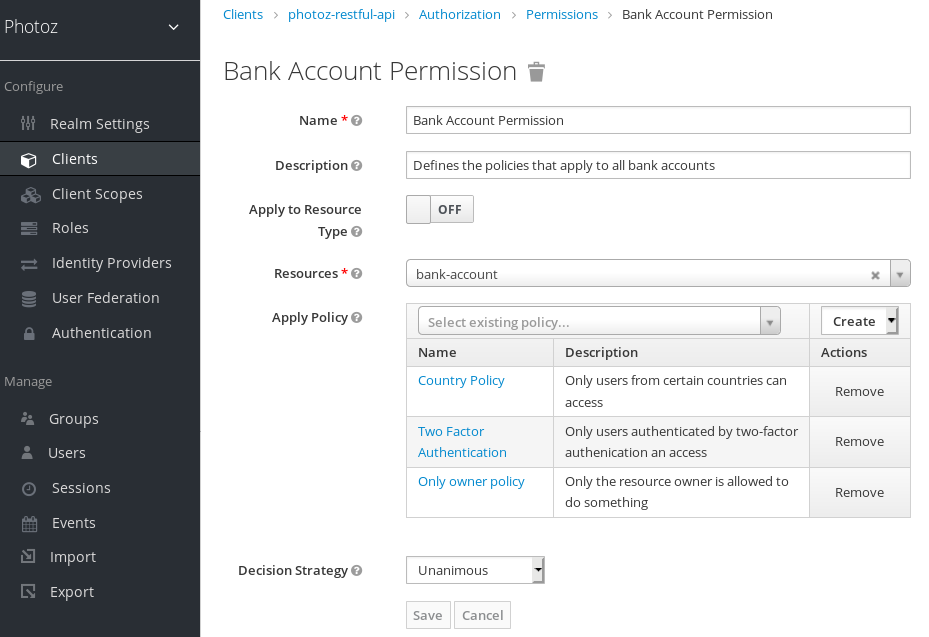 Photoz
Configure
Realm Settings
Clients
Client Scopes
Roles
Identity Providers
User Federation
Authentication
Manage
Groups
Users
Sessions
Events
Import
Export
Clients > photoz-restful-api > Authorization > Permissions > Bank Account Permission
Bank Account Permission
Name * Bank Account Permission
Description Defines the policies that apply to all bank accounts
Apply to Resource
Type
OFF
Resources * bank-account
Apply Policy Select existing policy... Create
Name Description Actions
Country Policy Only users from certain countries can
access
Remove
Two Factor
Authentication
Only users authenticated by two-factor
authenication an access
Remove
Only owner policy Only the resource owner is allowed to
do something
Remove
Decision Strategy Unanimous
Save Cancel